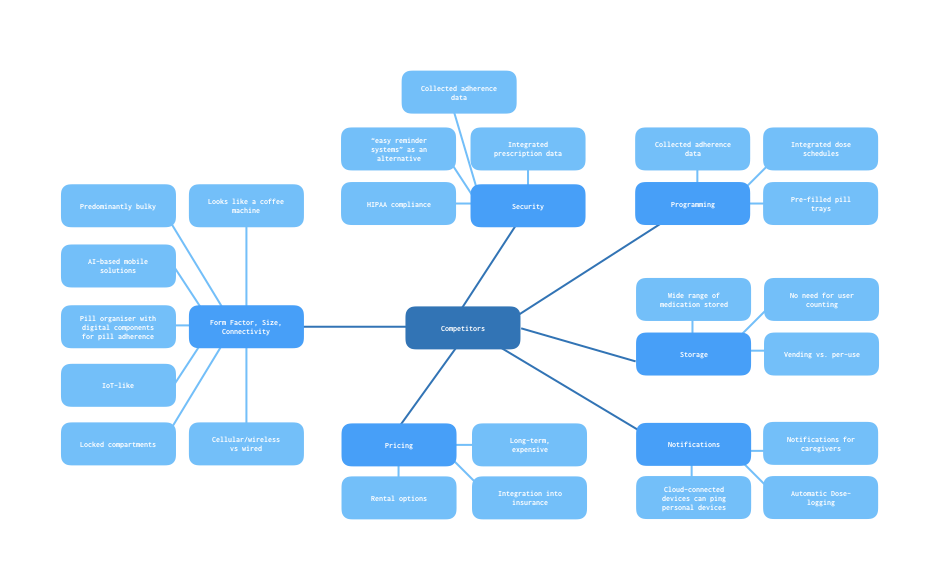 Collected adherence
data
"easy reminder
systems" as an
alternative
Integrated
prescription data
HIPAA compliance
Security
Collected adherence
data
Integrated dose
schedules
Programming
Pre-filled pill
trays
Predominantly bulky
Looks like a coffee
machine
AI-based mobile
solutions
Pill organiser with
digital components
for pill adherence
Form Factor, Size,
Connectivity
IoT-like
Locked compartments
Cellular/wireless
vs wired
Competitors
Wide range of
medication stored
No need for user
counting
Storage
Vending vs. per-use
Pricing
Long-term,
expensive
Rental options
Integration into
insurance
Notifications
Notifications for
caregivers
Cloud-connected
devices can ping
personal devices
Automatic Dose-
logging